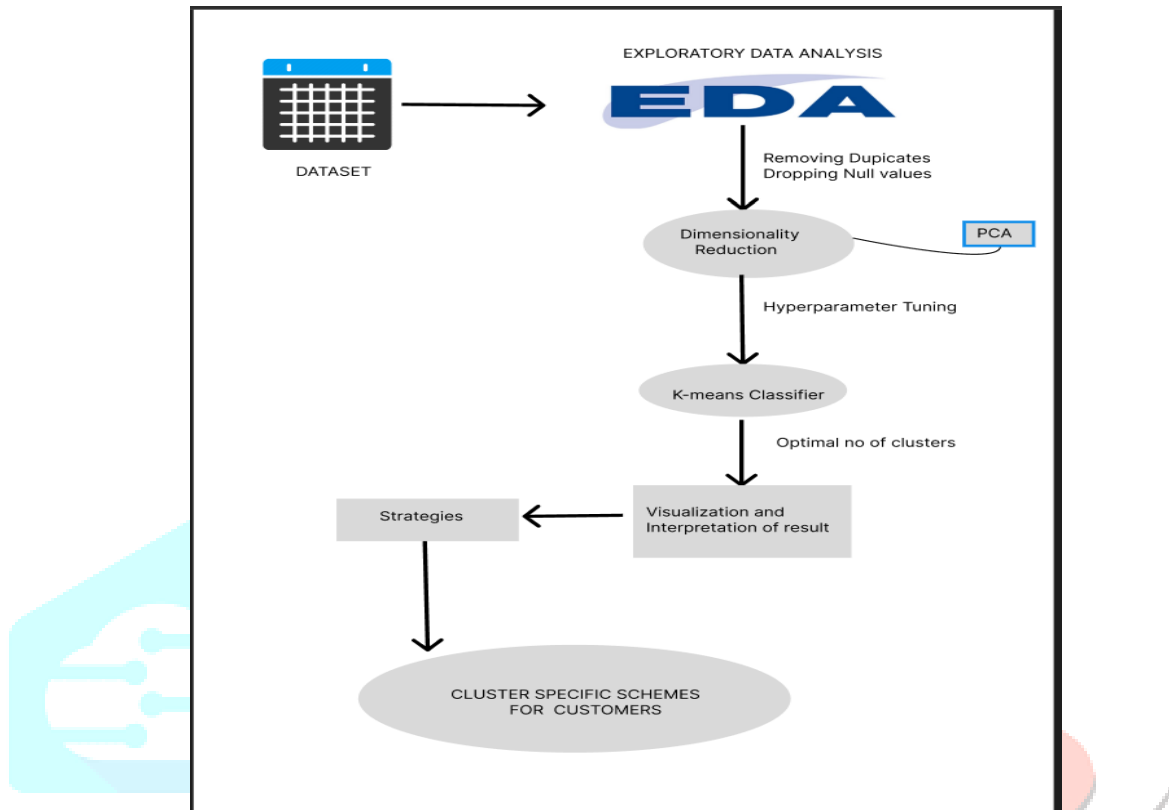 EXPLORATORY DATA ANALYSIS
EDA
DATASET
Removing Dupicates
Dropping Null values
Dimensionality
Reduction
PCA
Hyperparameter Tuning
K-means Classifier
Optimal no of clusters
Visualization and
Interpretation of result
Strategies
CLUSTER SPECIFIC SCHEMES
FOR CUSTOMERS